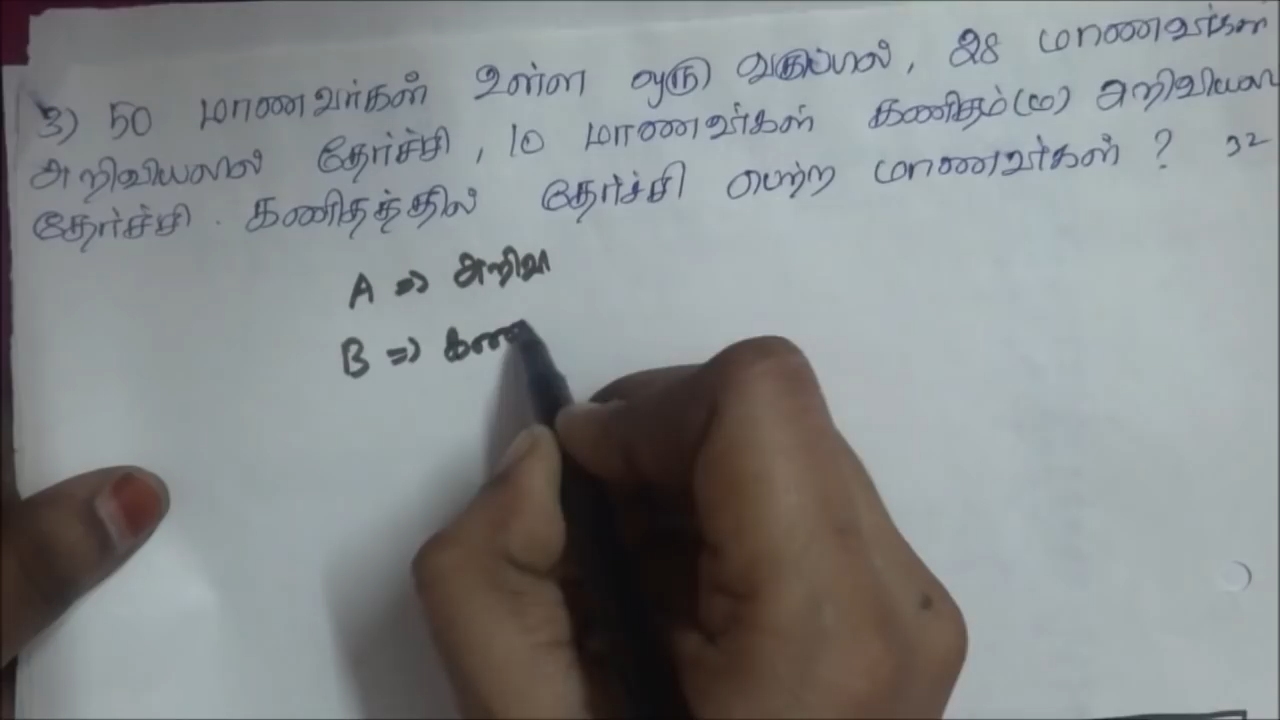 3) 50 மாணவர்கள் உள்ள ஒரு வகுப்பில், 28 மாணவர்கள்
அறிவியலில் தேர்ச்சி, 10 மாணவர்கள் கணிதம்(ம) அறிவியல
தேர்ச்சி. கணிதத்தில் தேர்ச்சி பெற்ற மாணவர்கள்? 32
A => அறிவி
B => கண